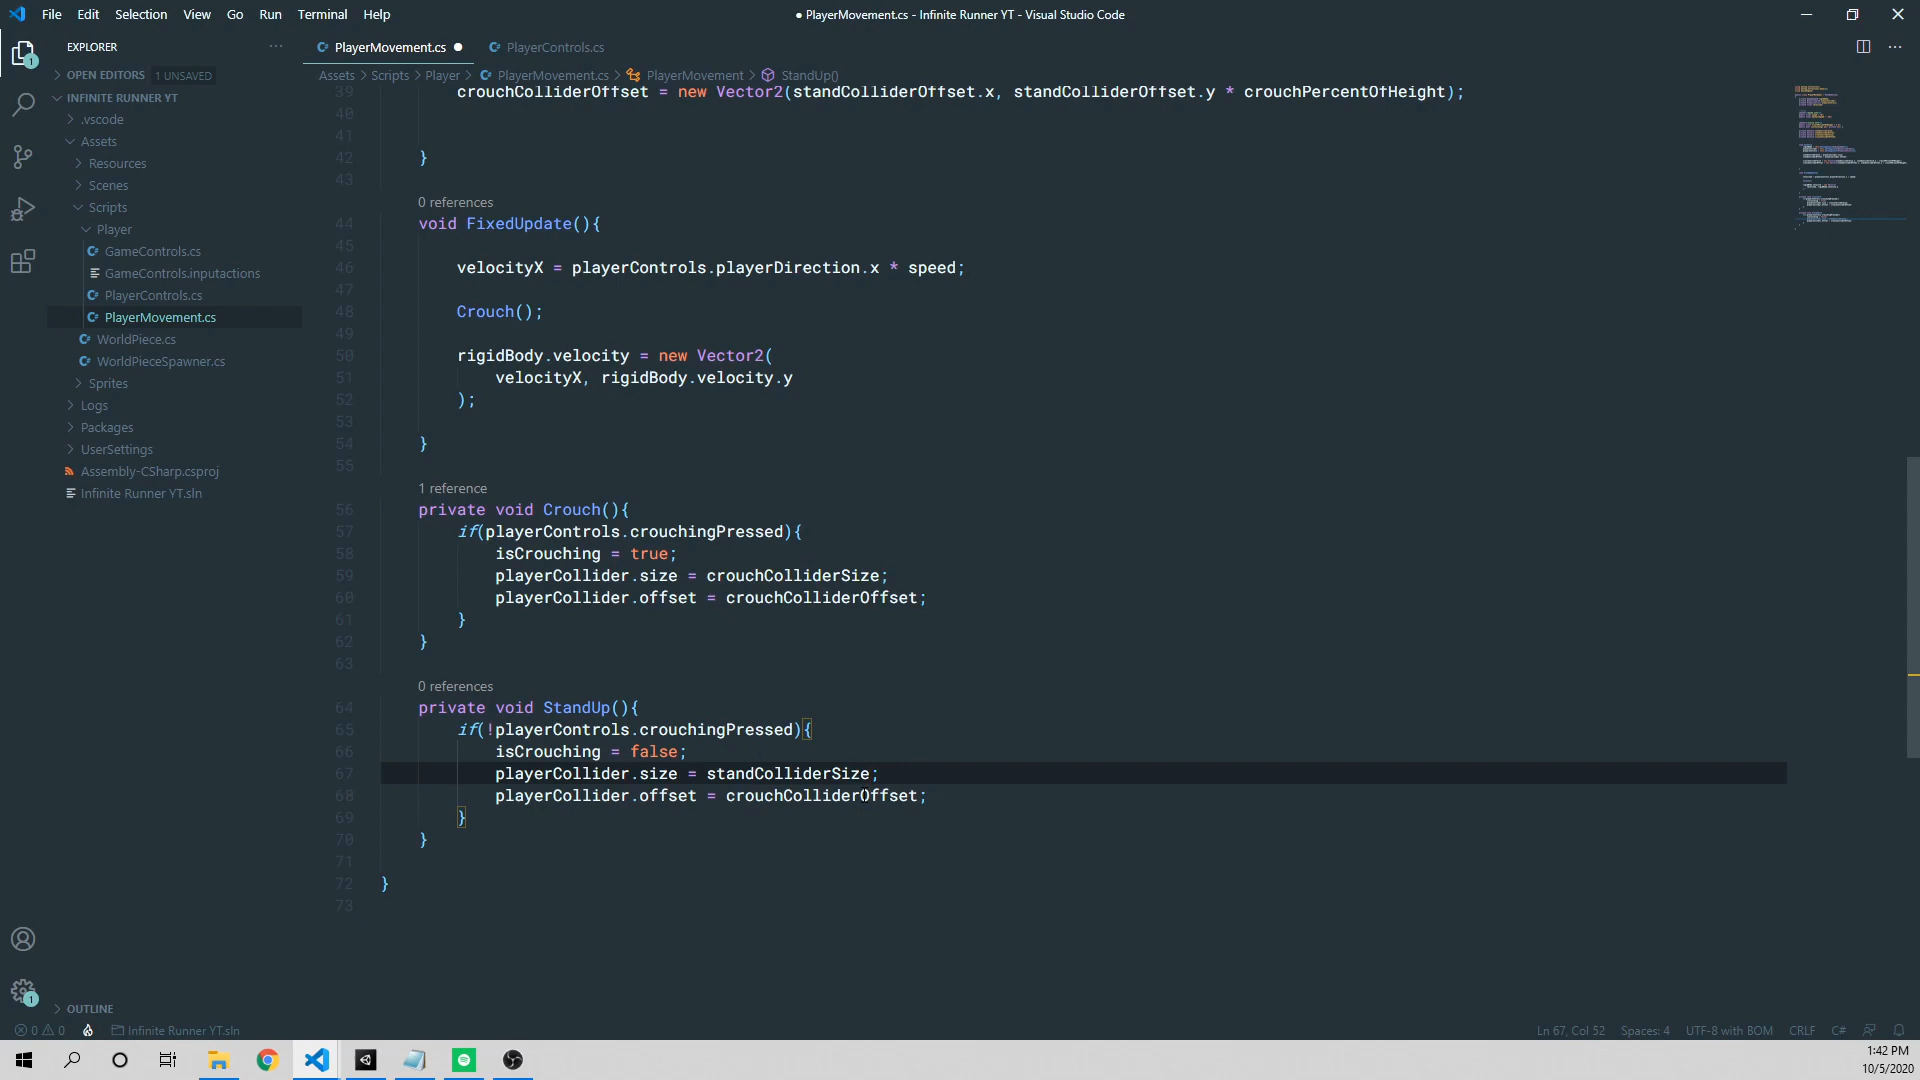 File Edit Selection View Go Run Terminal Help
● PlayerMovement.cs - Infinite Runner YT - Visual Studio Code
EXPLORER
OPEN EDITORS 1 UNSAVED
INFINITE RUNNER YT
.vscode
Assets
Resources
Scenes
Scripts
Player
GameControls.cs
GameControls.inputactions
PlayerControls.cs
PlayerMovement.cs
WorldPiece.cs
WorldPieceSpawner.cs
Sprites
Logs
Packages
UserSettings
Assembly-CSharp.csproj
Infinite Runner YT.sln
OUTLINE
PlayerMovement.cs ● PlayerControls.cs
Assets > Scripts > Player > PlayerMovement.cs > PlayerMovement > StandUp()
39 crouchColliderOffset = new Vector2(standColliderOffset.x, standColliderOffset.y * crouchPercentOfHeight);
40
41
42 }
43
0 references
44 void FixedUpdate(){
45
46 velocityX = playerControls.playerDirection.x * speed;
47
48 Crouch();
49
50 rigidBody.velocity = new Vector2(
51 velocityX, rigidBody.velocity.y
52 );
53
54 }
55
1 reference
56 private void Crouch(){
57 if(playerControls.crouchingPressed){
58 isCrouching = true;
59 playerCollider.size = crouchColliderSize;
60 playerCollider.offset = crouchColliderOffset;
61 }
62 }
63
0 references
64 private void StandUp(){
65 if(!playerControls.crouchingPressed){
66 isCrouching = false;
67 playerCollider.size = standColliderSize;
68 playerCollider.offset = crouchColliderOffset;
69 }
70 }
71
72 }
73
1
1
0 0 Infinite Runner YT.sln
Ln 67, Col 52 Spaces: 4 UTF-8 with BOM CRLF C#
1:42 PM
10/5/2020